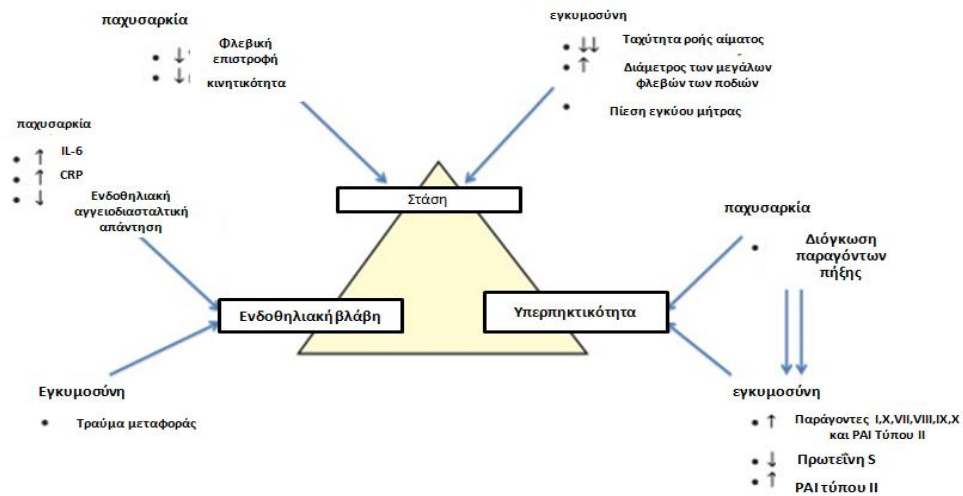 παχυσαρκία
↓ Φλεβική
επιστροφή
↓ κινητικότητα
εγκυμοσύνη
↓↓ Ταχύτητα ροής αίματος
↑ Διάμετρος των μεγάλων
φλεβών των ποδιών
Πίεση εγκύου μήτρας
παχυσαρκία
↑ IL-6
↑ CRP
↓ Ενδοθηλιακή
αγγειοδιασταλτική
απάντηση
Στάση
παχυσαρκία
Διόγκωση
παραγόντων
πήξης
Ενδοθηλιακή βλάβη
Υπερπηκτικότητα
Εγκυμοσύνη
Τραύμα μεταφοράς
εγκυμοσύνη
↑ Παράγοντες I,X,VII,VIII,IX,X
και PAI Τύπου II
↓ Πρωτεΐνη S
↑ PAI τύπου II